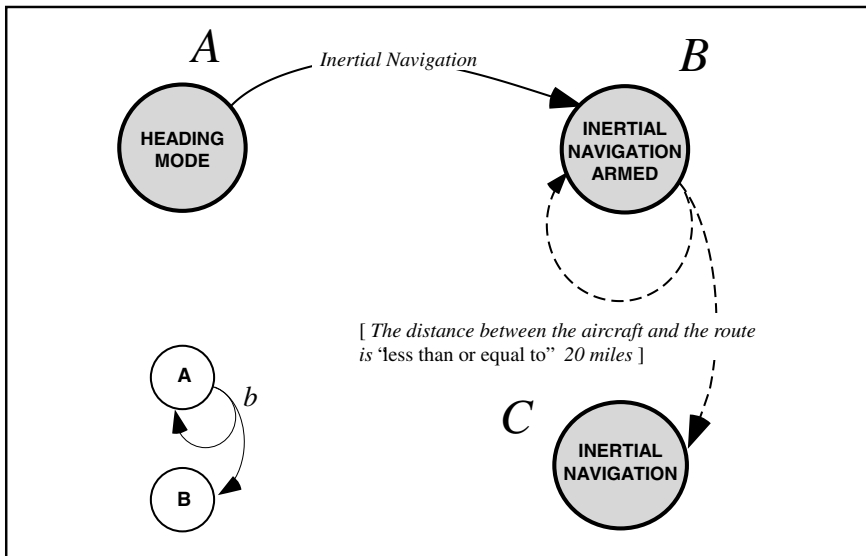 A
Inertial Navigation
B
HEADING
MODE
INERTIAL
NAVIGATION
ARMED
[ The distance between the aircraft and the route
is “less than or equal to” 20 miles ]
A
b
B
C
INERTIAL
NAVIGATION